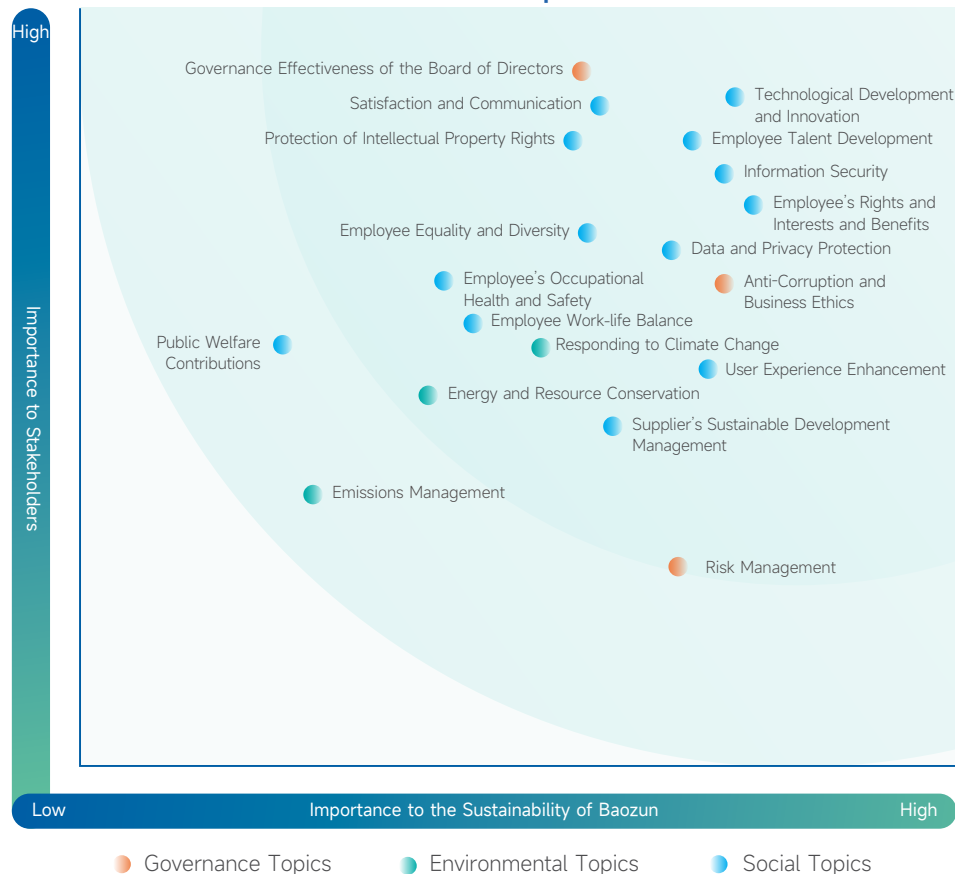 High
Governance Effectiveness of the Board of Directors
Satisfaction and Communication
Technological Development
and Innovation
Protection of Intellectual Property Rights
Employee Talent Development
Information Security
Employee's Rights and
Interests and Benefits
Employee Equality and Diversity
Data and Privacy Protection
Employee's Occupational
Health and Safety
Anti-Corruption and
Business Ethics
Employee Work-life Balance
Public Welfare
Contributions
Responding to Climate Change
User Experience Enhancement
Energy and Resource Conservation
Supplier's Sustainable Development
Management
Emissions Management
Risk Management
Importance to Stakeholders
Low
Importance to the Sustainability of Baozun
High
Governance Topics
Environmental Topics
Social Topics